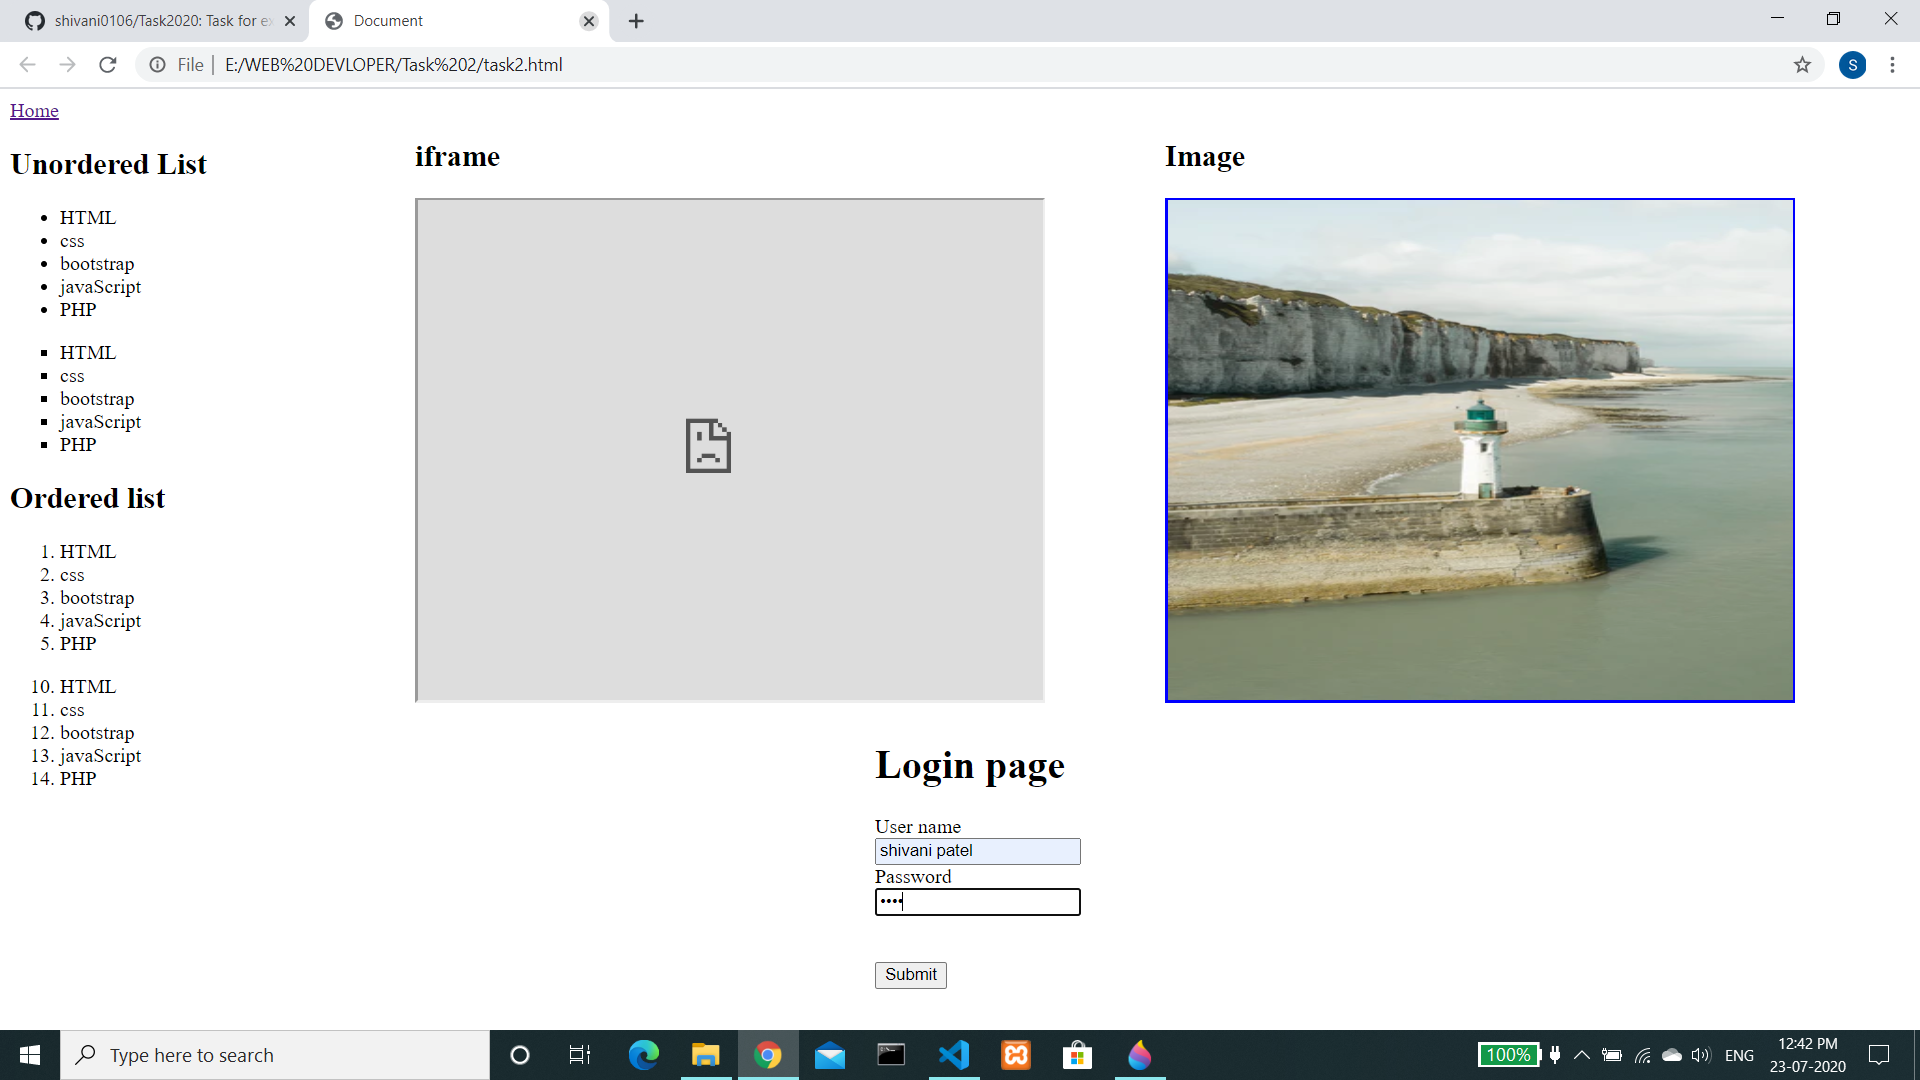 shivani0106/Task2020: Task for ex
Document
File | E:/WEB%20DEVLOPER/Task%202/task2.html
S
Home
Unordered List
HTML
css
bootstrap
javaScript
PHP
HTML
css
bootstrap
javaScript
PHP
Ordered list
1. HTML
2. css
3. bootstrap
4. javaScript
5. PHP
10. HTML
11. css
12. bootstrap
13. javaScript
14. PHP
iframe
Image
Login page
User name
shivani patel
Password
••••
Submit
Type here to search
100%
ENG
12:42 PM
23-07-2020